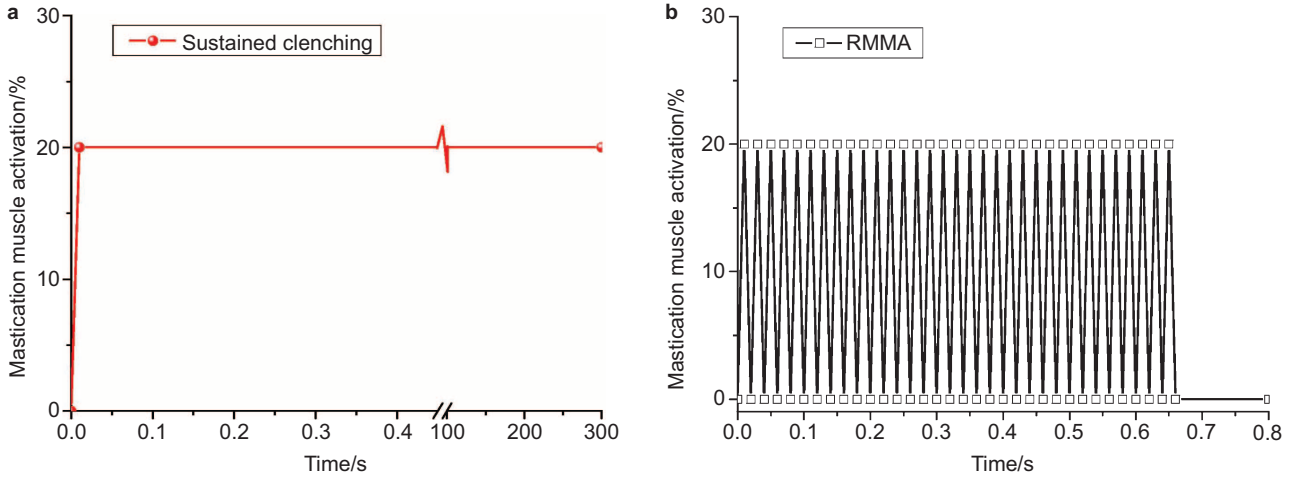 a
30
20
10
0
Mastication muscle activation/%
Sustained clenching
0.0 0.1 0.2 0.3 0.4 100 200 300
Time/s
b
30
20
10
0
Mastication muscle activation/%
RMMA
0.0 0.1 0.2 0.3 0.4 0.5 0.6 0.7 0.8
Time/s